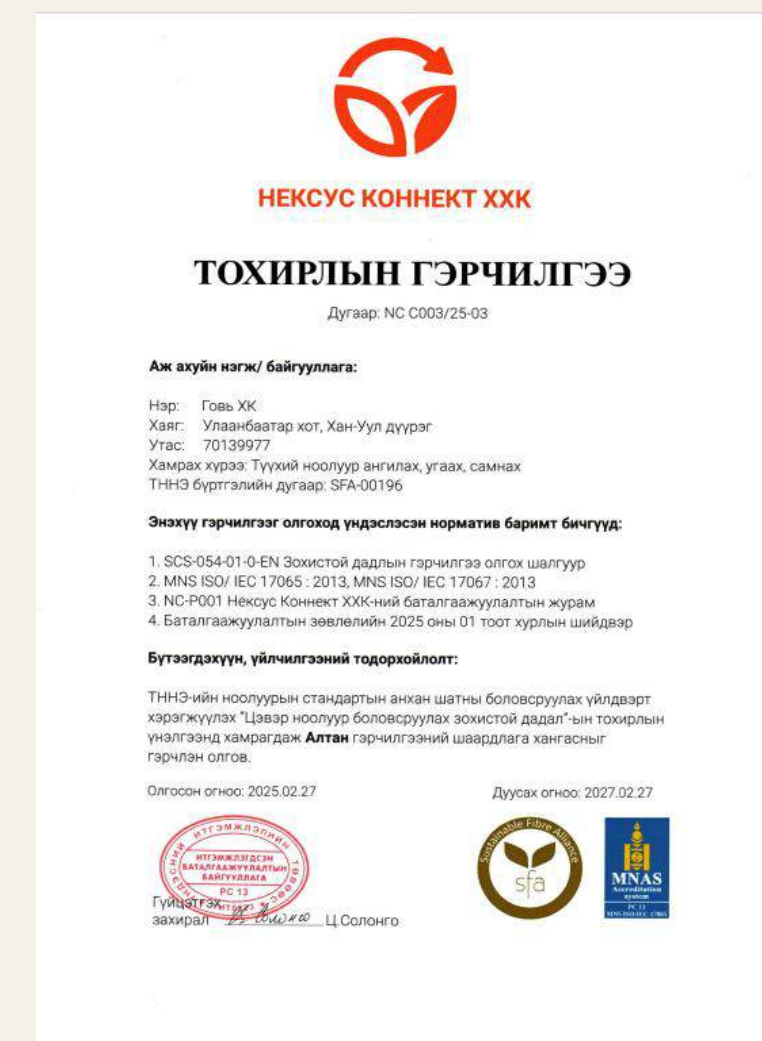 НЕКСУС КОННЕКТ ХХК
ТОХИРЛЫН ГЭРЧИЛГЭЭ
Дугаар: NC C003/25-03
Аж ахуйн нэгж/ байгууллага:
Нэр: Говь ХК
Хаяг: Улаанбаатар хот, Хан-Уул дүүрэг
Утас: 70139977
Хамрах хүрээ: Түүхий ноолуур ангилах, угаах, самнах
ТННЭ бүртгэлийн дугаар: SFA-00196
Энэхүү гэрчилгээг олгоход үндэслэсэн норматив баримт бичгүүд:
1. SCS-054-01-0-EN Зохистой дадлын гэрчилгээ олгох шалгуур
2. MNS ISO/ IEC 17065 : 2013, MNS ISO/ IEC 17067 : 2013
3. NC-P001 Нексус Коннект ХХК-ний баталгаажуулалтын журам
4. Баталгаажуулалтын зөвлөлийн 2025 оны 01 тоот хурлын шийдвэр
Бүтээгдэхүүн, үйлчилгээний тодорхойлолт:
ТННЭ-ийн ноолуурын стандартын анхан шатны боловсруулах үйлдвэрт
хэрэгжүүлэх "Цэвэр ноолуур боловсруулах зохистой дадал"-ын тохирлын
үнэлгээнд хамрагдаж Алтан гэрчилгээний шаардлага хангасныг
гэрчлэн олгов.
Олгосон огноо: 2025.02.27
Дуусах огноо: 2027.02.27
ИТГЭМЖЛЭЛИЙН
ИТГЭМЖЛЭГДСЭН
БАТАЛГААЖУУЛАЛТЫН
БАЙГУУЛЛАГА
PC 13
Гүйцэтгэх
захирал Ц.Солонго
Sustainable Fibre Alliance
sfa
MNAS
Accreditation
system
PC 13
MNS ISO/IEC 17065